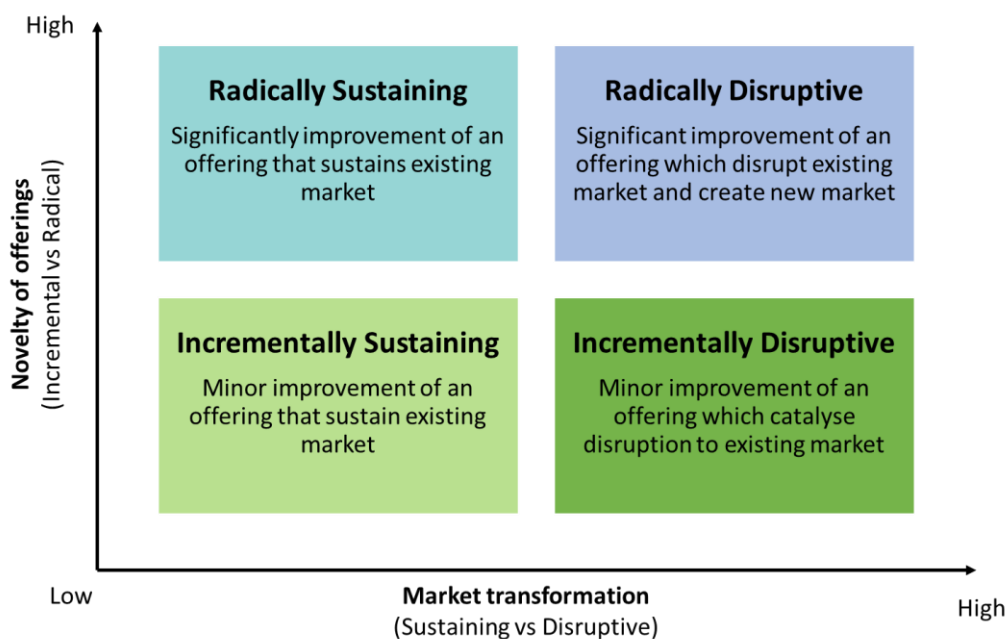 High
Novelty of offerings
(Incremental vs Radical)
Radically Sustaining
Significantly improvement of an
offering that sustains existing
market
Radically Disruptive
Significant improvement of an
offering which disrupt existing
market and create new market
Incrementally Sustaining
Minor improvement of an
offering that sustain existing
market
Incrementally Disruptive
Minor improvement of an
offering which catalyse
disruption to existing market
Low
Market transformation
(Sustaining vs Disruptive)
High